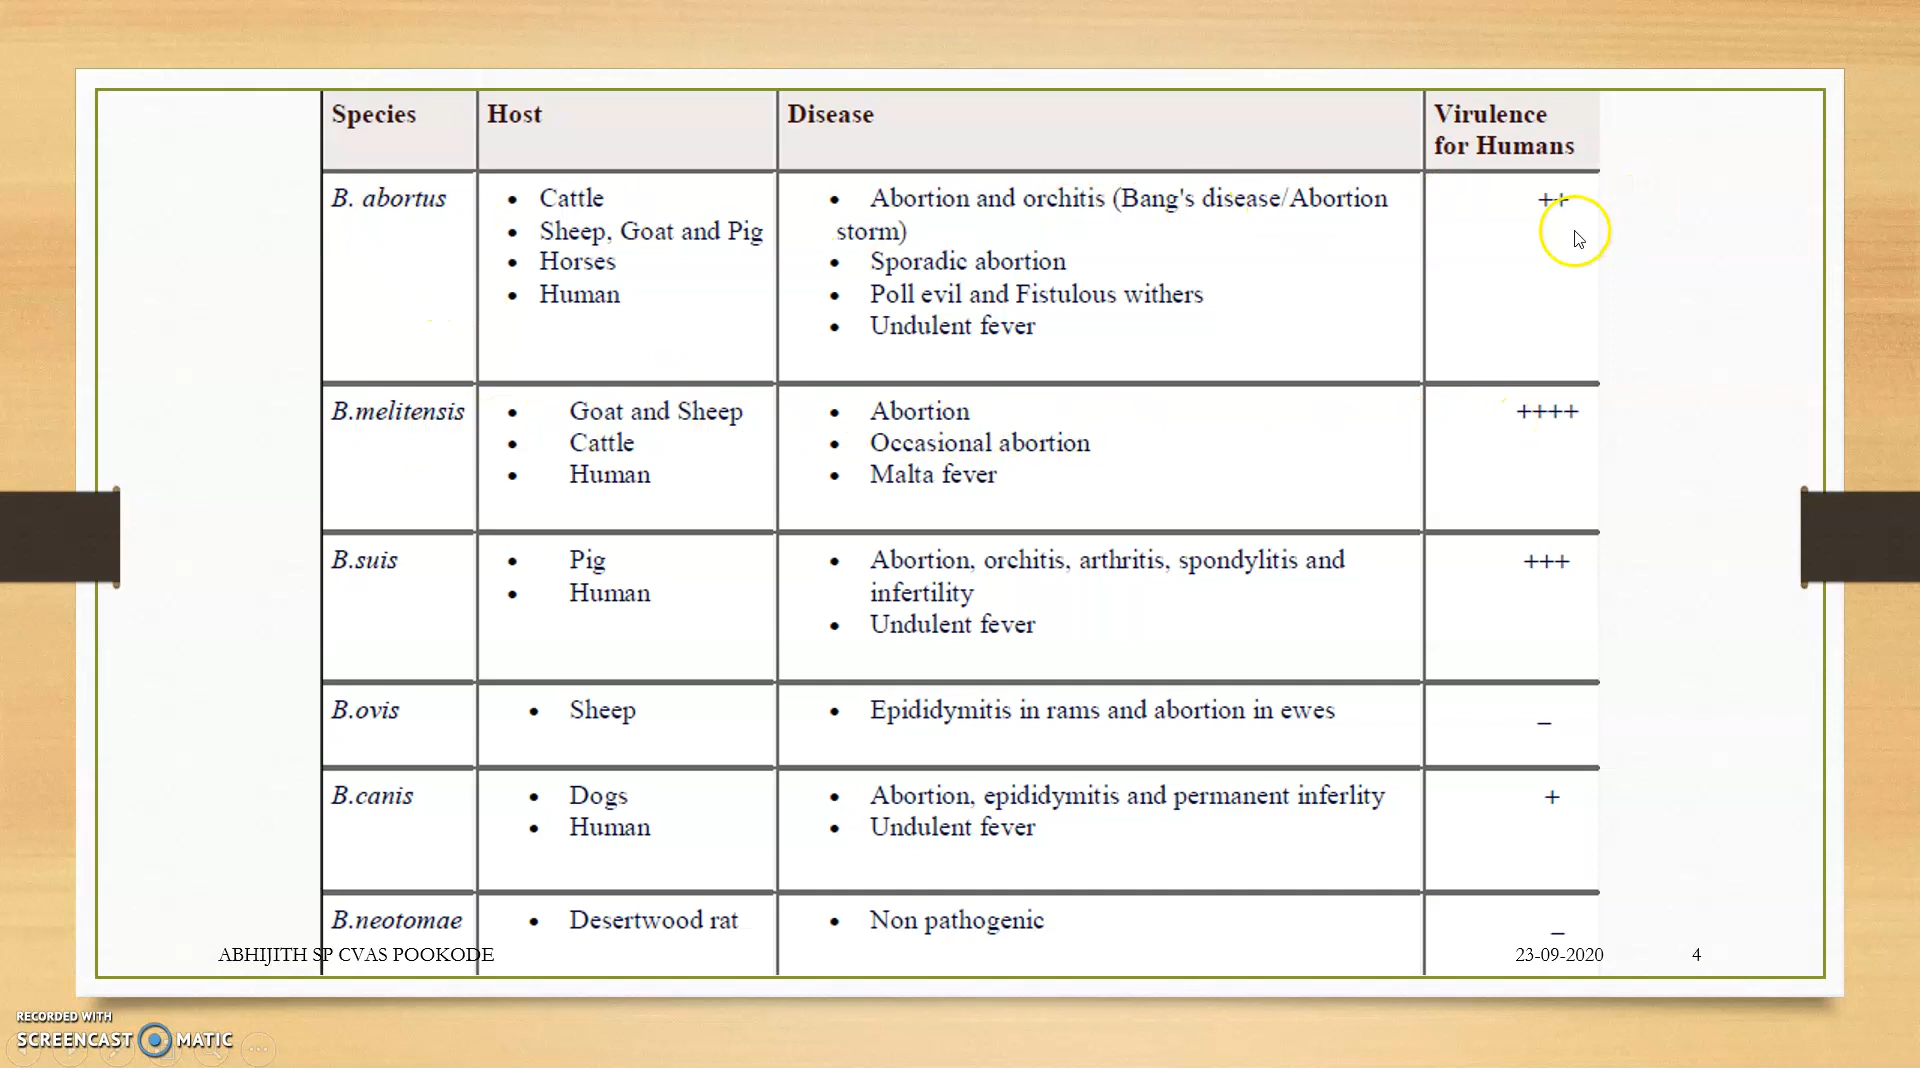 Species Host Disease Virulence
for Humans
B. abortus
• Cattle
• Sheep, Goat and Pig
• Horses
• Human
• Abortion and orchitis (Bang's disease/Abortion
storm)
• Sporadic abortion
• Poll evil and Fistulous withers
• Undulent fever
++
B.melitensis
• Goat and Sheep
• Cattle
• Human
• Abortion
• Occasional abortion
• Malta fever
++++
B.suis
• Pig
• Human
• Abortion, orchitis, arthritis, spondylitis and
infertility
• Undulent fever
+++
B.ovis
• Sheep
• Epididymitis in rams and abortion in ewes
–
B.canis
• Dogs
• Human
• Abortion, epididymitis and permanent inferlity
• Undulent fever
+
B.neotomae
• Desertwood rat
• Non pathogenic
–
ABHIJITH SP CVAS POOKODE 23-09-2020 4
RECORDED WITH
SCREENCAST MATIC